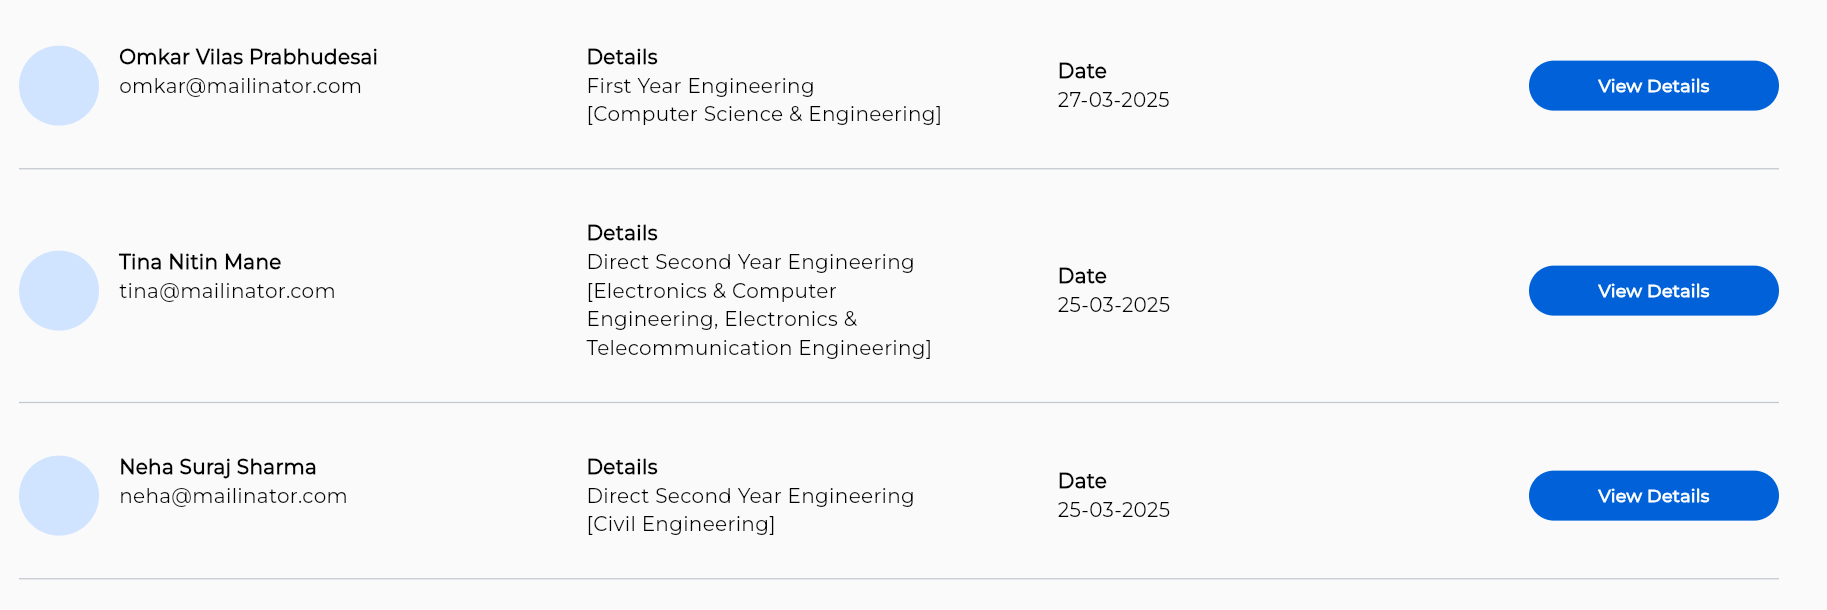 Omkar Vilas Prabhudesai
omkar@mailinator.com
Details
First Year Engineering
[Computer Science & Engineering]
Date
27-03-2025
View Details
Tina Nitin Mane
tina@mailinator.com
Details
Direct Second Year Engineering
[Electronics & Computer
Engineering, Electronics &
Telecommunication Engineering]
Date
25-03-2025
View Details
Neha Suraj Sharma
neha@mailinator.com
Details
Direct Second Year Engineering
[Civil Engineering]
Date
25-03-2025
View Details